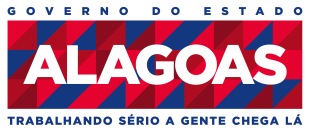 GOVERNO DO ESTADO
ALAGOAS
TRABALHANDO SÉRIO A GENTE CHEGA LÁ